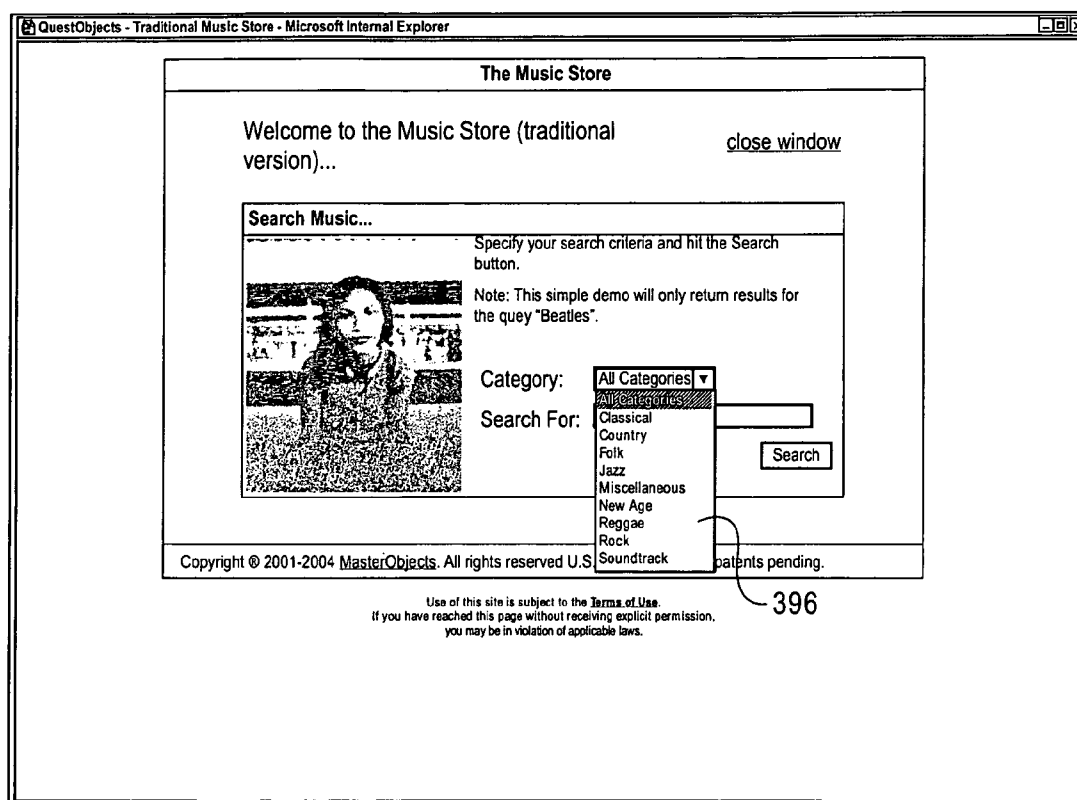 QuestObjects - Traditional Music Store - Microsoft Internal Explorer
The Music Store
Welcome to the Music Store (traditional
version)...
close window
Search Music...
Specify your search criteria and hit the Search
button.
Note: This simple demo will only return results for
the quey "Beatles".
Category: All Categories
All Categories
Search For:
Classical
Country
Folk
Jazz
Miscellaneous
New Age
Reggae
Rock
Soundtrack
Search
Copyright ® 2001-2004 MasterObjects. All rights reserved U.S. patents pending.
396
Use of this site is subject to the Terms of Use.
If you have reached this page without receiving explicit permission,
you may be in violation of applicable laws.